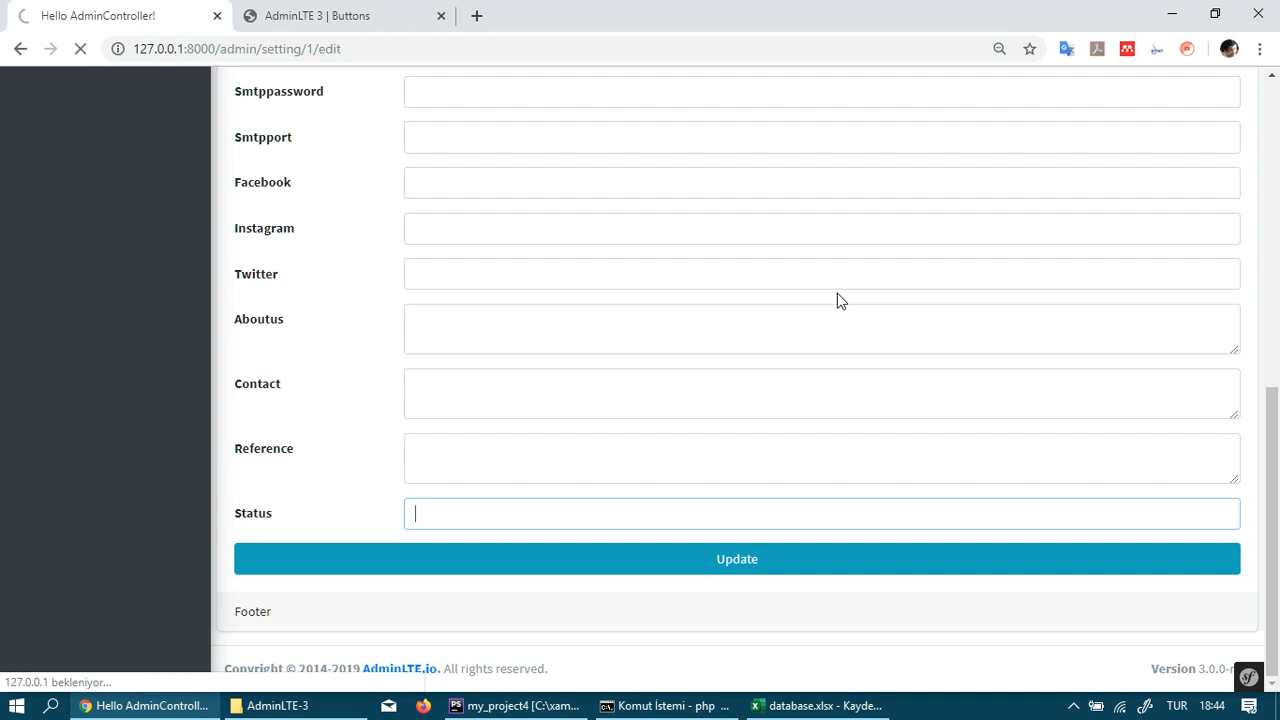 Hello AdminController!
AdminLTE 3 | Buttons
127.0.0.1:8000/admin/setting/1/edit
Smtppassword
Smtpport
Facebook
Instagram
Twitter
Aboutus
Contact
Reference
Status
Update
Footer
Copyright © 2014-2019 AdminLTE.io. All rights reserved.
Version 3.0.0-r
127.0.0.1 bekleniyor...
Hello AdminControll...
AdminLTE-3
my_project4 [C:\yam...
Komut İstemi - php ...
database.xlsx - Kayde...
TUR
18:44